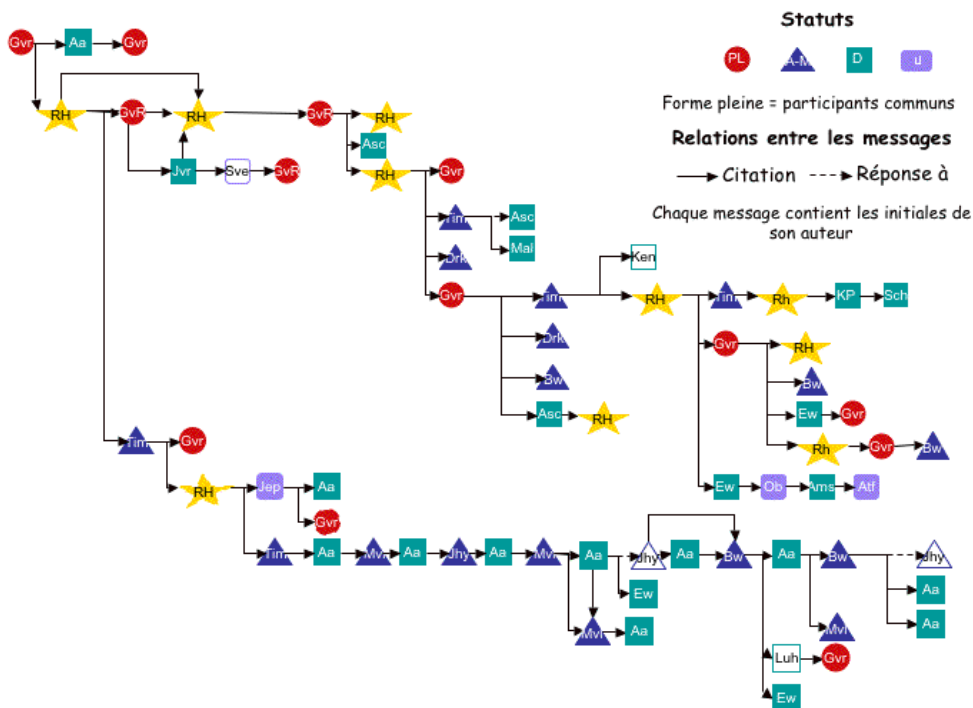 Statuts
Gvr Aa Gvr
PL A-M D u
Forme pleine = participants communs
RH GvR RH GvR RH
Relations entre les messages
Asc
Jvr Sve GvR RH Gvr
Citation Réponse à
Chaque message contient les initiales de
son auteur
Tim Asc
Mal
Drk Ken
Gvr Tim RH Tim Rh KP Sch
Drk Gvr RH
Bw Bw
Asc RH Ew Gvr
Tim Gvr Rh Gvr Bw
RH Jep Aa Ew Ob Ams Atf
Gvr
Tim Aa Mvl Aa Jhy Aa Mvl Aa Jhy Aa Bw Aa Bw Jhy
Ew Aa
Mvl Aa Mvl Aa
Luh Gvr
Ew